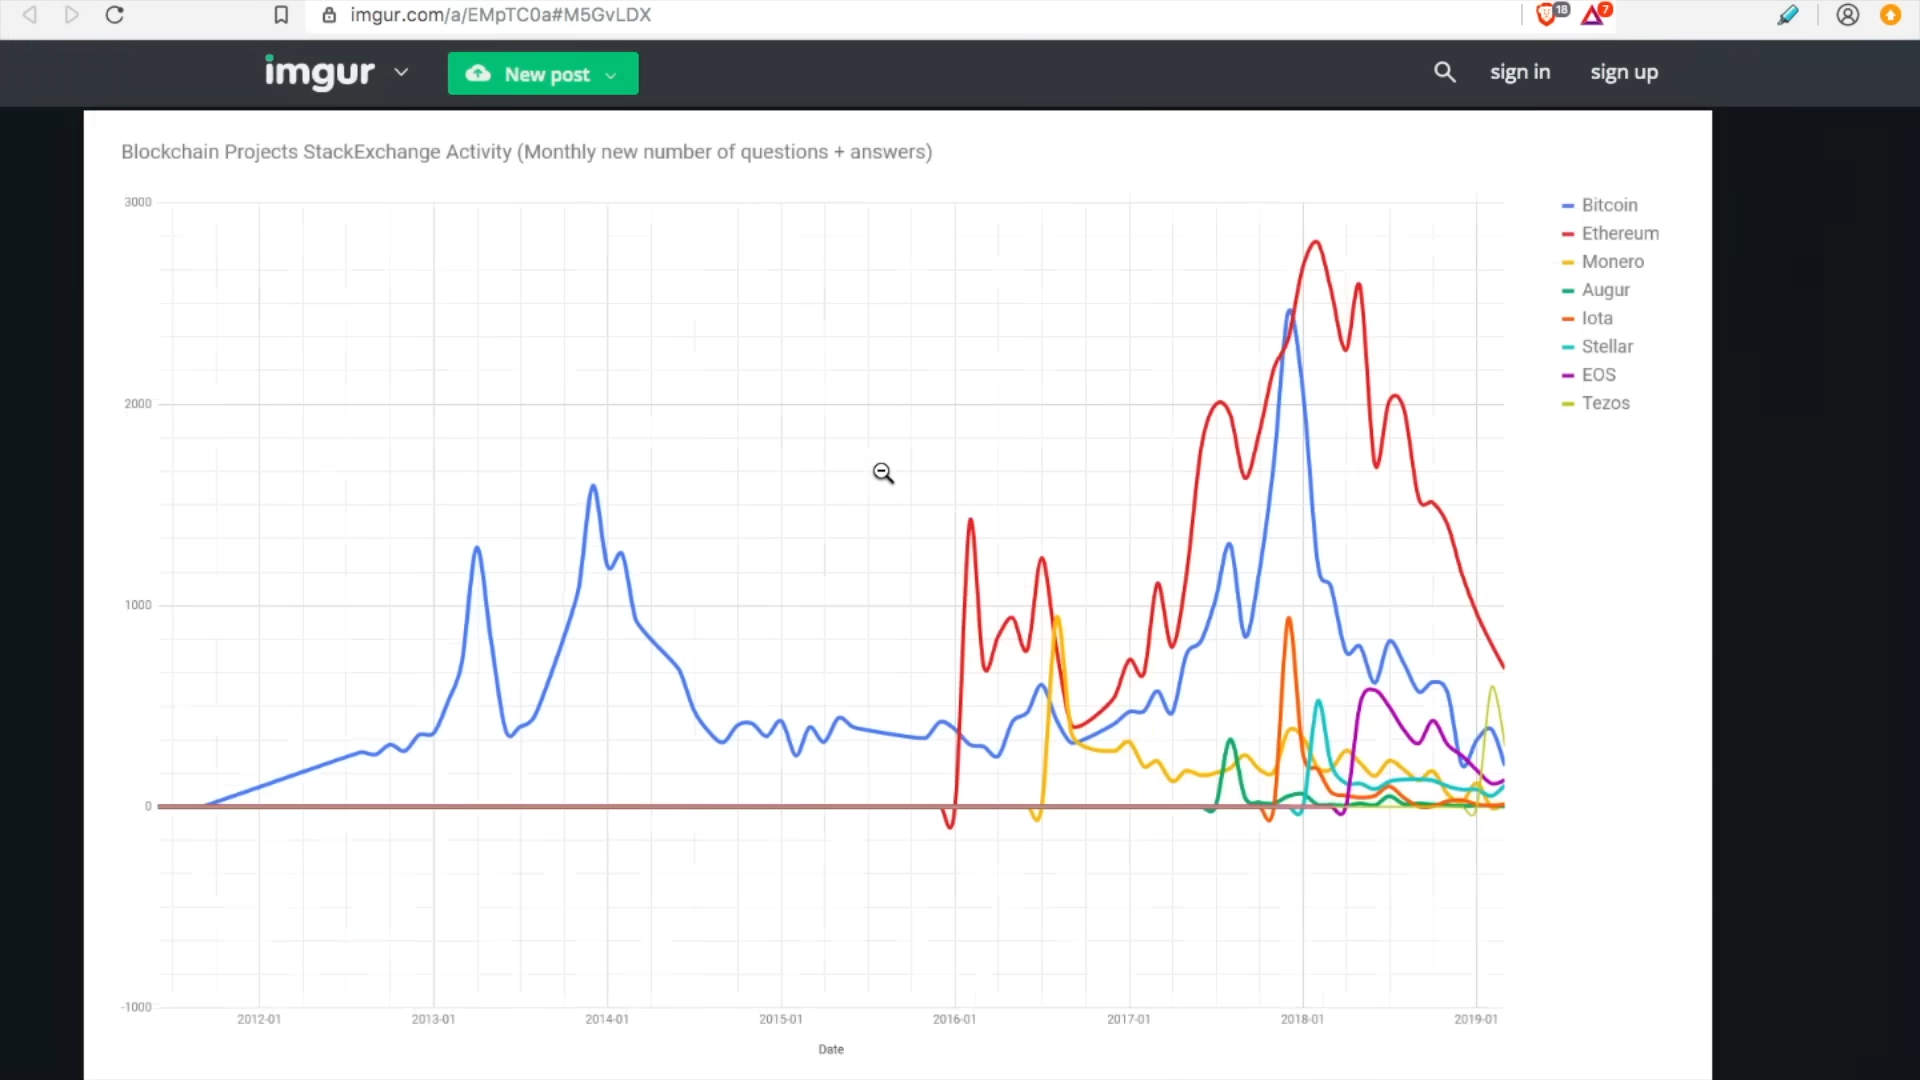 imgur.com/a/EMpTC0a#M5GvLDX
18
7
imgur
New post
sign in
sign up
Blockchain Projects StackExchange Activity (Monthly new number of questions + answers)
3000
2000
1000
0
-1000
2012-01
2013-01
2014-01
2015-01
2016-01
2017-01
2018-01
2019-01
Date
Bitcoin
Ethereum
Monero
Augur
Iota
Stellar
EOS
Tezos